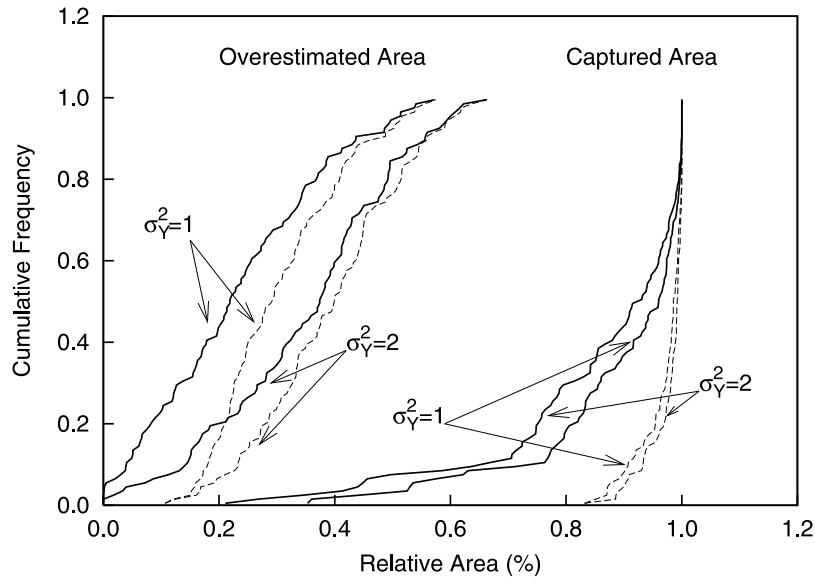 1.2
Overestimated Area
Captured Area
1.0
0.8
0.6
0.4
0.2
0.0
Cumulative Frequency
σ²Y=1
σ²Y=2
σ²Y=1
σ²Y=2
0.0 0.2 0.4 0.6 0.8 1.0 1.2
Relative Area (%)